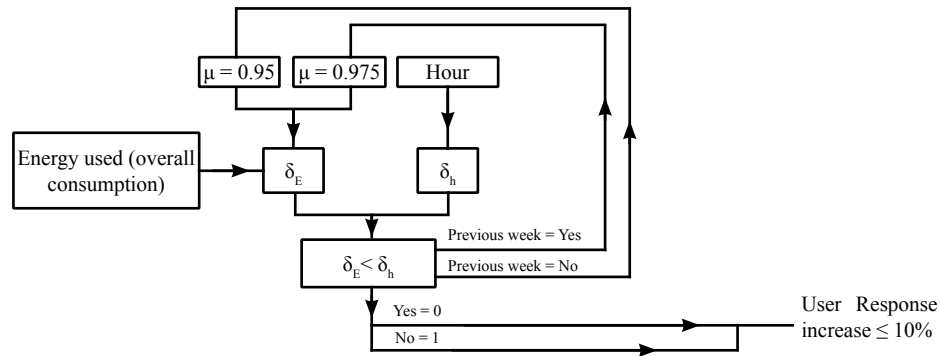 μ = 0.95
μ = 0.975
Hour
Energy used (overall
consumption)
δE
δh
δE< δh
Previous week = Yes
Previous week = No
Yes = 0
No = 1
User Response
increase ≤ 10%